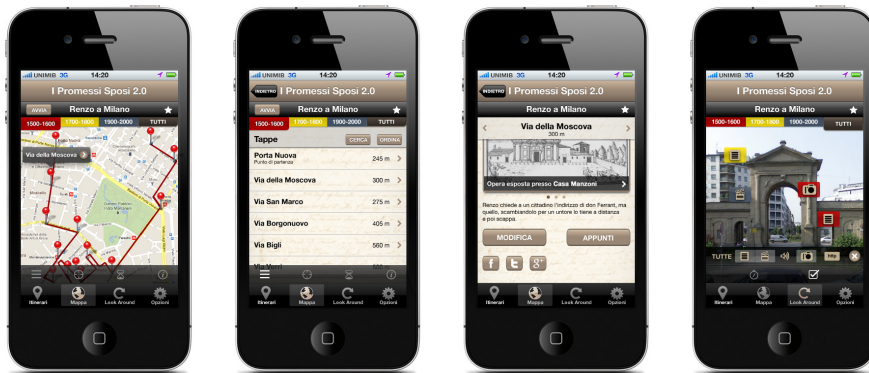 UNIMIB 3G 14:20
I Promessi Sposi 2.0
AVVIA Renzo a Milano
1500-1600 1700-1800 1900-2000 TUTTI
Via della Moscova
Itinerari Mappa Look Around Opzioni
UNIMIB 3G 14:20
INDIETRO I Promessi Sposi 2.0
AVVIA Renzo a Milano
1500-1600 1700-1800 1900-2000 TUTTI
Tappe CERCA ORDINA
Porta Nuova 245 m
Punto di partenza
Via della Moscova 300 m
Via San Marco 275 m
Via Borgonuovo 405 m
Via Bigli 560 m
Via Verri
Itinerari Mappa Look Around Opzioni
UNIMIB 3G 14:20
INDIETRO I Promessi Sposi 2.0
Renzo a Milano
Via della Moscova
300 m
Opera esposta presso Casa Manzoni
Renzo chiede a un cittadino l'indirizzo di don Ferrant, ma
quello, scambiandolo per un untore lo tiene a distanza
a poi scappa.
MODIFICA APPUNTI
f t g+
Itinerari Mappa Look Around Opzioni
UNIMIB 3G 14:20
I Promessi Sposi 2.0
Renzo a Milano
1500-1600 1700-1800 1900-2000 TUTTI
TUTTE http
Itinerari Mappa Look Around Opzioni